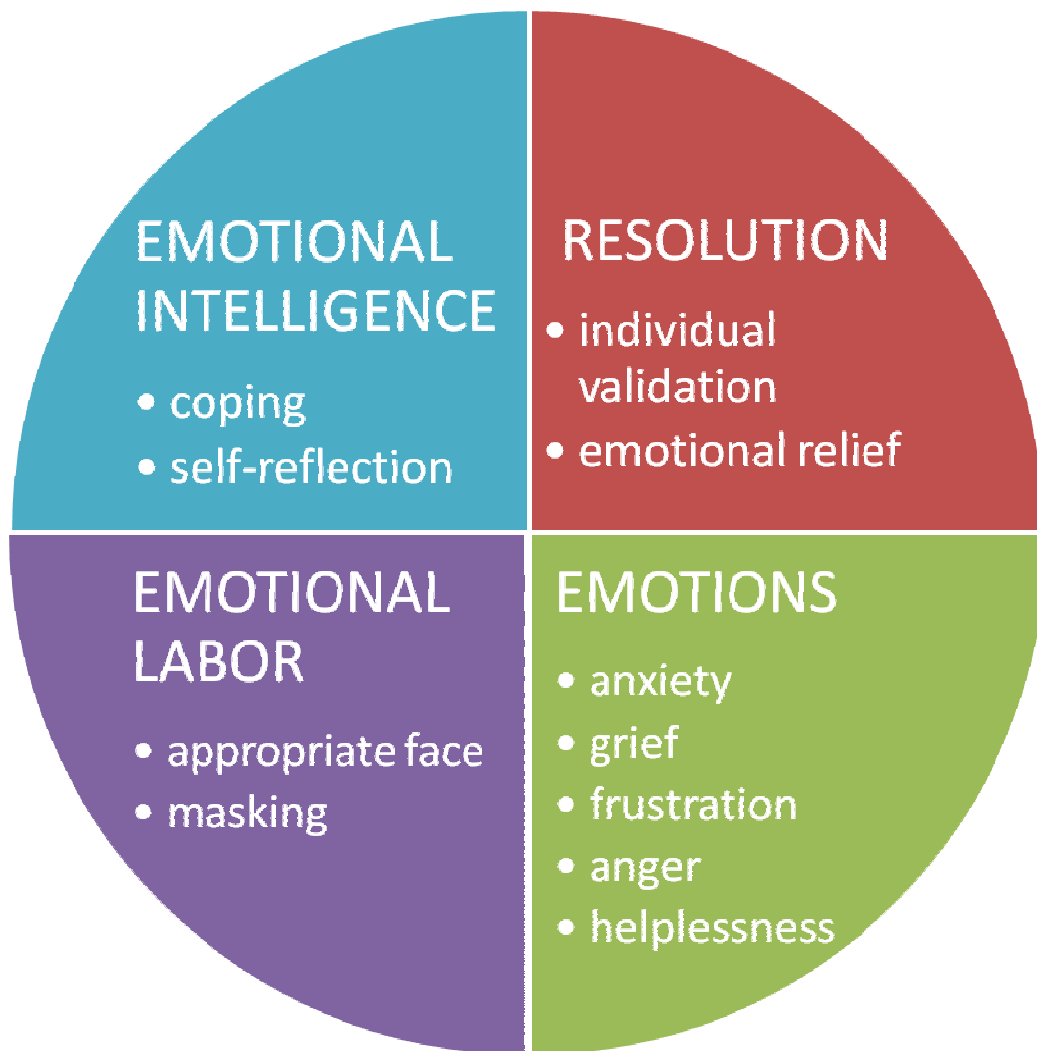 EMOTIONAL
INTELLIGENCE
• coping
• self-reflection
RESOLUTION
• individual
validation
• emotional relief
EMOTIONAL
LABOR
• appropriate face
• masking
EMOTIONS
• anxiety
• grief
• frustration
• anger
• helplessness